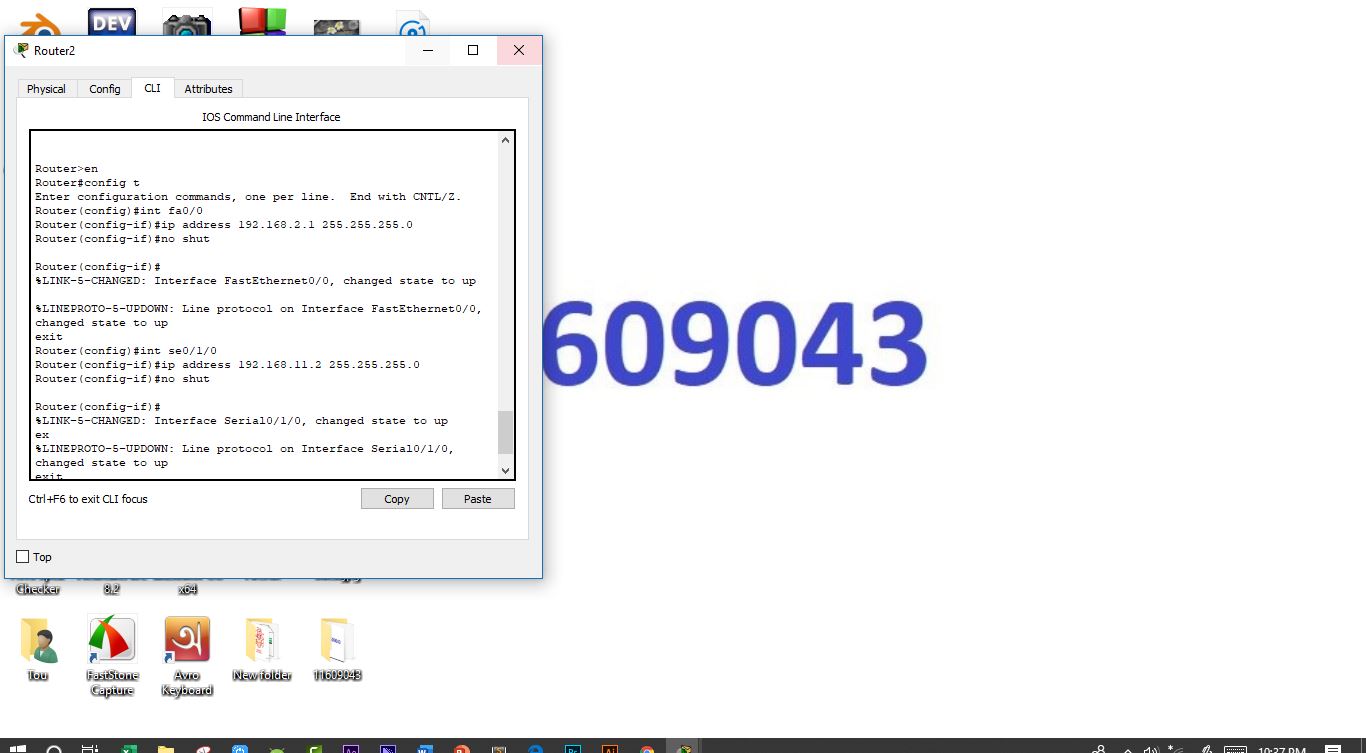 DEV
Router2
Physical Config CLI Attributes
IOS Command Line Interface
Router>en
Router#config t
Enter configuration commands, one per line.  End with CNTL/Z.
Router(config)#int fa0/0
Router(config-if)#ip address 192.168.2.1 255.255.255.0
Router(config-if)#no shut
Router(config-if)#
%LINK-5-CHANGED: Interface FastEthernet0/0, changed state to up
%LINEPROTO-5-UPDOWN: Line protocol on Interface FastEthernet0/0,
changed state to up
exit
Router(config)#int se0/1/0
Router(config-if)#ip address 192.168.11.2 255.255.255.0
Router(config-if)#no shut
Router(config-if)#
%LINK-5-CHANGED: Interface Serial0/1/0, changed state to up
ex
%LINEPROTO-5-UPDOWN: Line protocol on Interface Serial0/1/0,
changed state to up
exit
Ctrl+F6 to exit CLI focus
Copy Paste
Top
609043
Checker 8.2 x64
Tou FastStone Capture Avro Keyboard New folder 11609043
10:37 PM